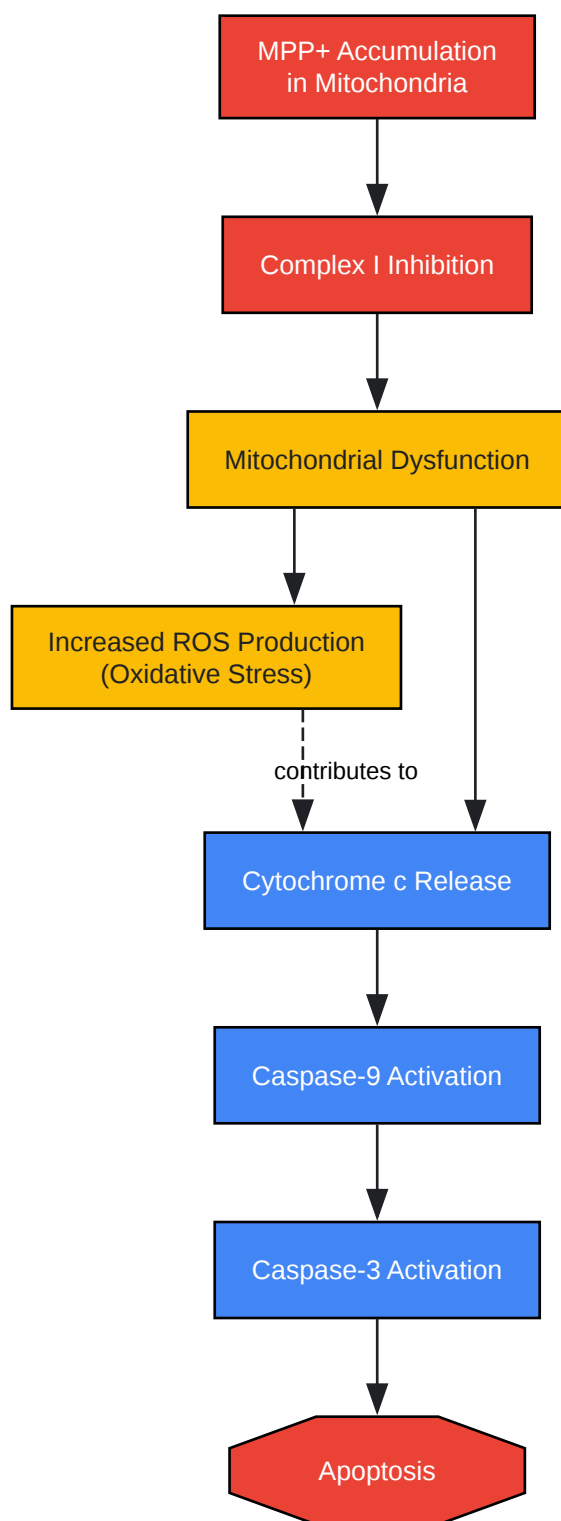 MPP+ Accumulation
in Mitochondria
Complex I Inhibition
Mitochondrial Dysfunction
Increased ROS Production
(Oxidative Stress)
contributes to
Cytochrome c Release
Caspase-9 Activation
Caspase-3 Activation
Apoptosis